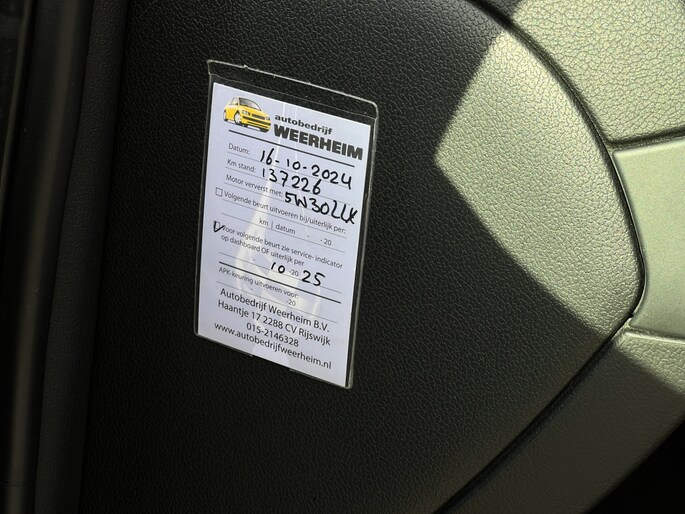 autobedrijf
WEERHEIM
Datum: 16-10-2024
Km stand: 137226
Motor ververst met: 5W30LLK
Volgende beurt uitvoeren bij/uiterlijk per:
km | datum - -20
Voor volgende beurt zie service- indicator
op dashboard OF uiterlijk per
10 -20 25
APK-keuring uitvoeren voor:
-20
Autobedrijf Weerheim B.V.
Haantje 17 2288 CV Rijswijk
015-2146328
www.autobedrijfweerheim.nl